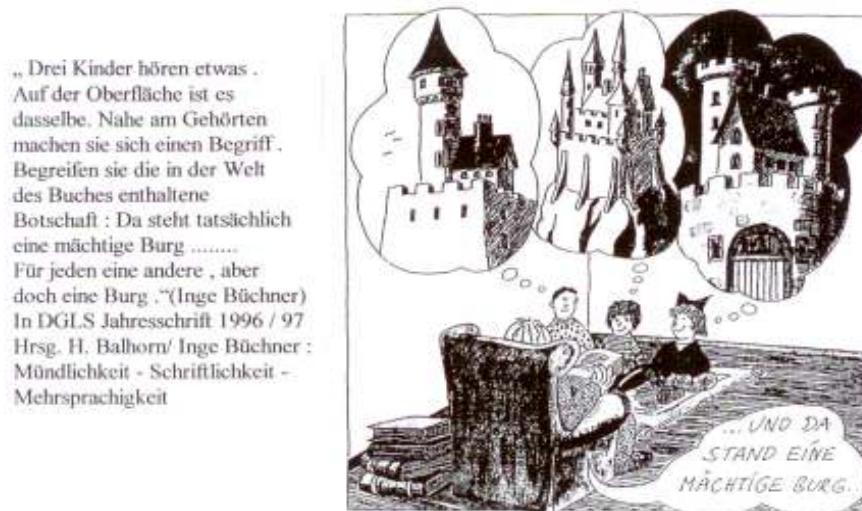 „ Drei Kinder hören etwas .
Auf der Oberfläche ist es
dasselbe. Nahe am Gehörten
machen sie sich einen Begriff .
Begreifen sie die in der Welt
des Buches enthaltene
Botschaft : Da steht tatsächlich
eine mächtige Burg ........
Für jeden eine andere , aber
doch eine Burg .“(Inge Büchner)
In DGLS Jahresschrift 1996 / 97
Hrsg. H. Balhorn/ Inge Büchner :
Mündlichkeit - Schriftlichkeit -
Mehrsprachigkeit
... UND DA
STAND EINE
MÄCHTIGE BURG..